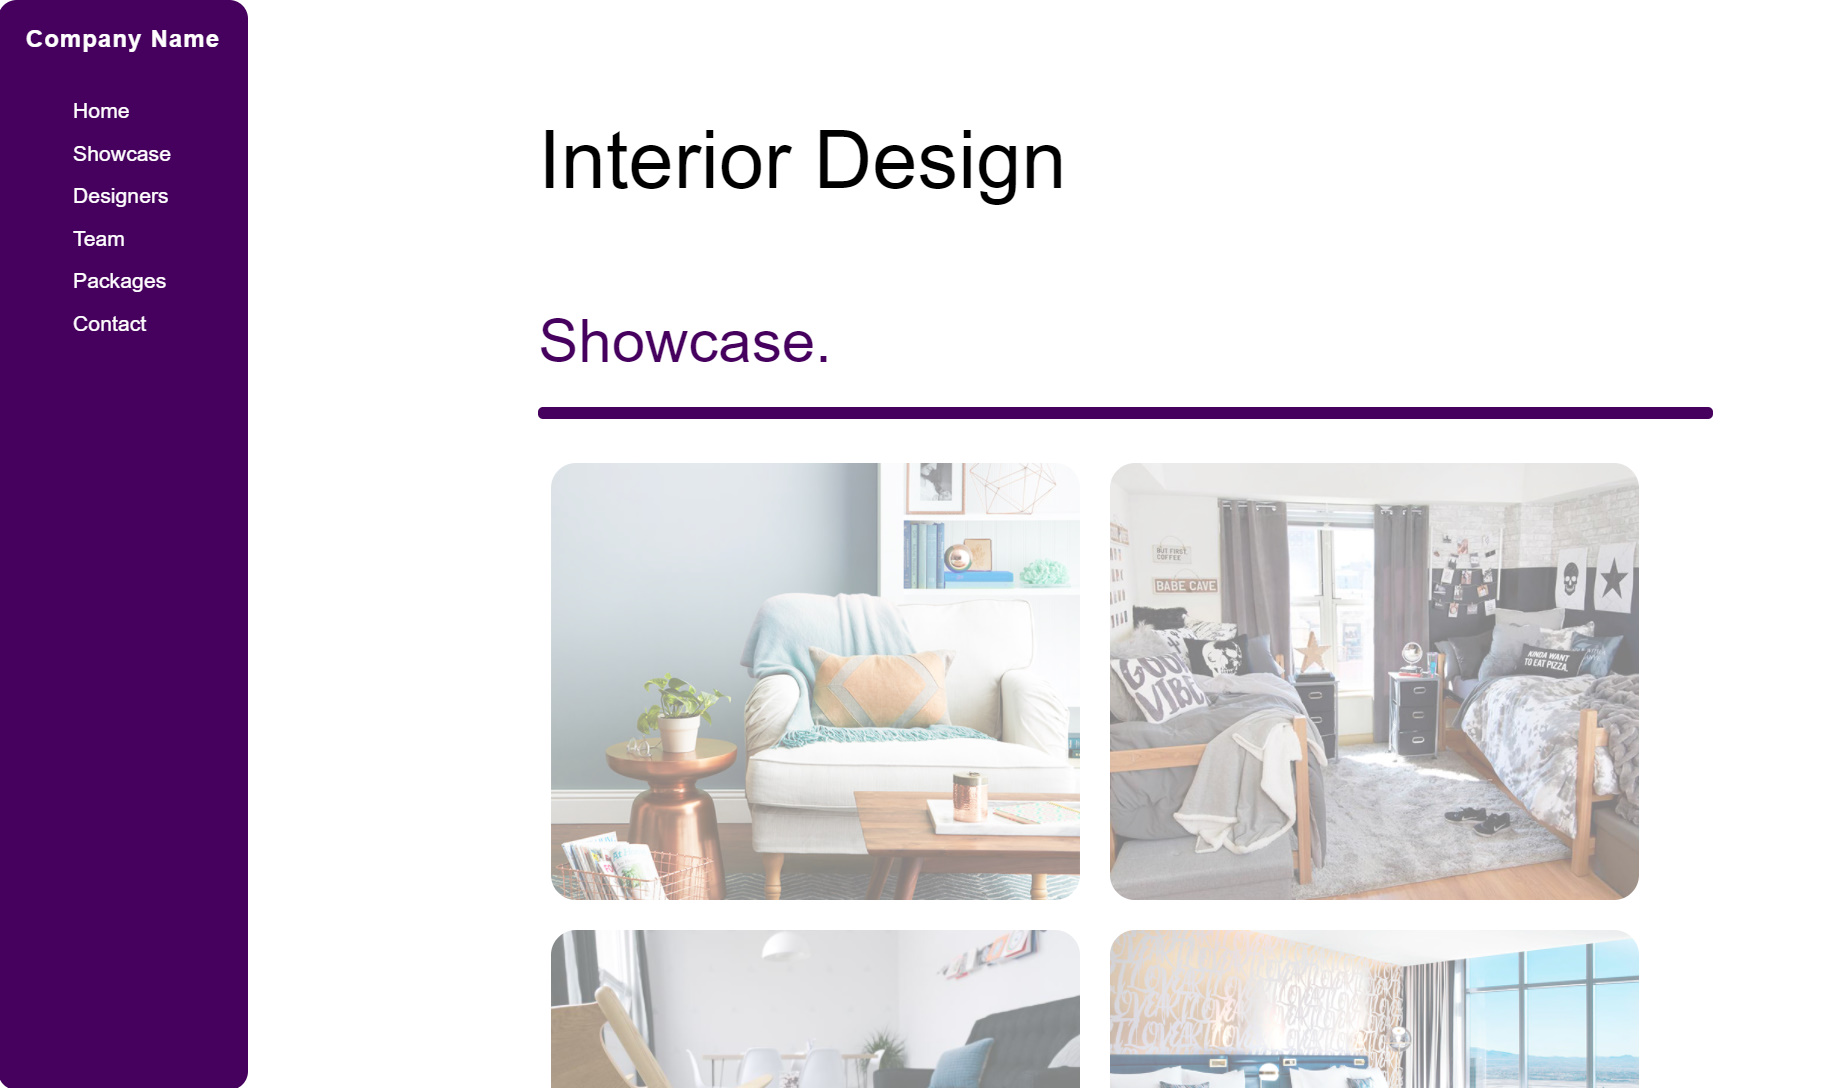 Company Name
Home
Showcase
Designers
Team
Packages
Contact
Interior Design
Showcase.
BUT FIRST,
COFFEE
BABE CAVE
GOOD
VIBE
KINDA WANT
TO EAT PIZZA.